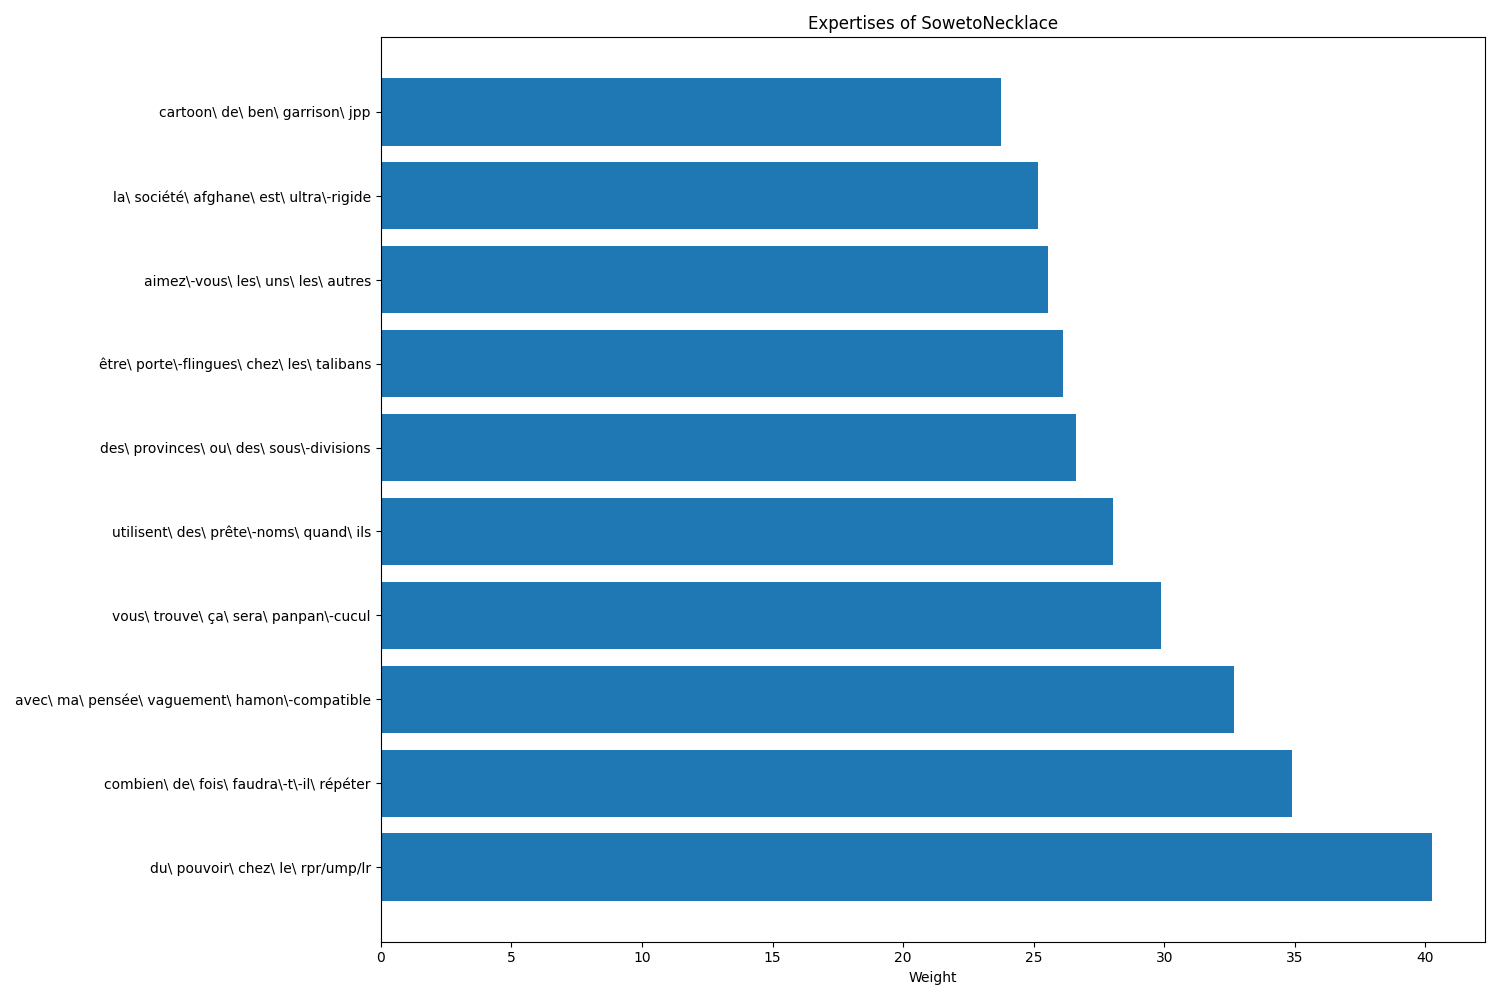 Expertises of SowetoNecklace
cartoon\ de\ ben\ garrison\ jpp
la\ société\ afghane\ est\ ultra\-rigide
aimez\-vous\ les\ uns\ les\ autres
être\ porte\-flingues\ chez\ les\ talibans
des\ provinces\ ou\ des\ sous\-divisions
utilisent\ des\ prête\-noms\ quand\ ils
vous\ trouve\ ça\ sera\ panpan\-cucul
avec\ ma\ pensée\ vaguement\ hamon\-compatible
combien\ de\ fois\ faudra\-t\-il\ répéter
du\ pouvoir\ chez\ le\ rpr/ump/lr
0 5 10 15 20 25 30 35 40
Weight